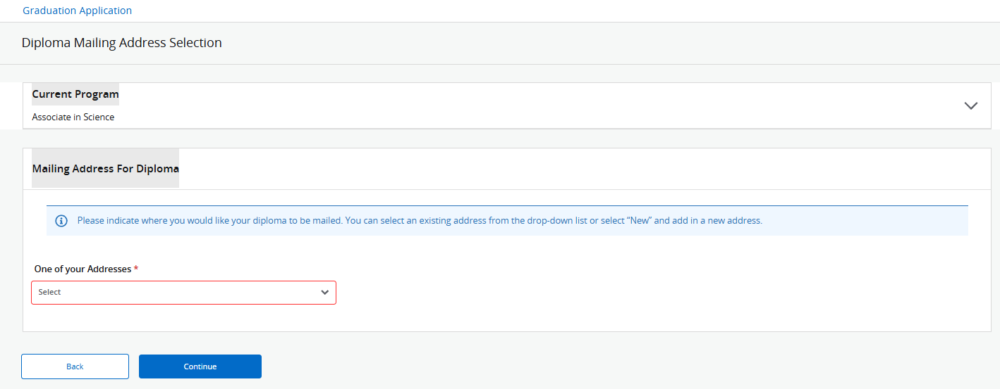 Graduation Application
Diploma Mailing Address Selection
Current Program
Associate in Science
Mailing Address For Diploma
Please indicate where you would like your diploma to be mailed. You can select an existing address from the drop-down list or select “New” and add in a new address.
One of your Addresses *
Select
Back
Continue